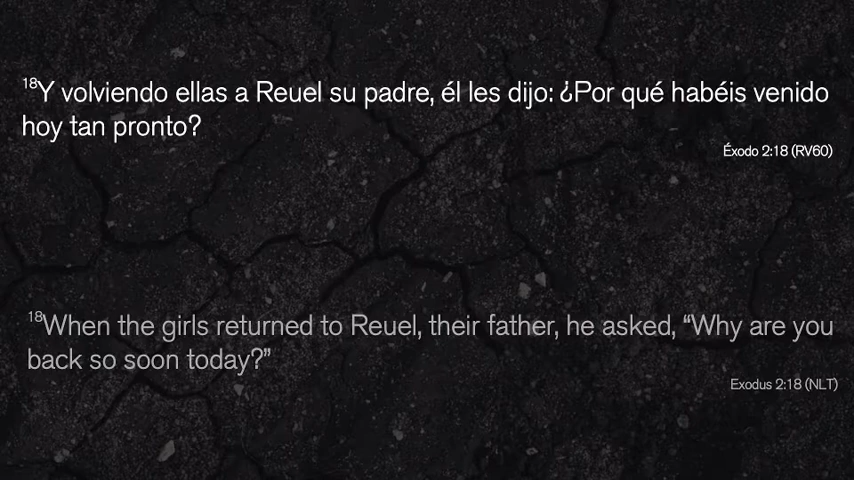 18Y volviendo ellas a Reuel su padre, él les dijo: ¿Por qué habéis venido
hoy tan pronto?
Éxodo 2:18 (RV60)
18When the girls returned to Reuel, their father, he asked, “Why are you
back so soon today?”
Exodus 2:18 (NLT)